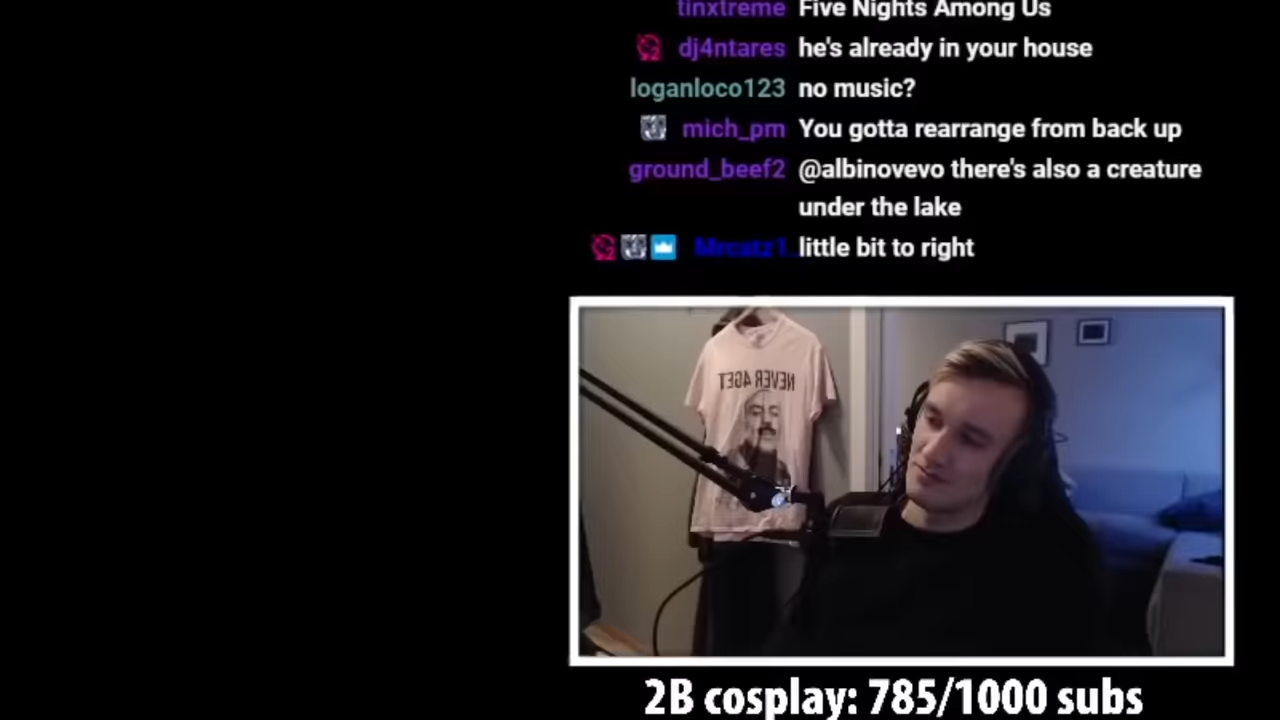 tinxtreme Five Nights Among Us
dj4ntares he's already in your house
loganloco123 no music?
mich_pm You gotta rearrange from back up
ground_beef2 @albinovevo there's also a creature
under the lake
Mrcatz1... little bit to right
NEVER 4GET
2B cosplay: 785/1000 subs